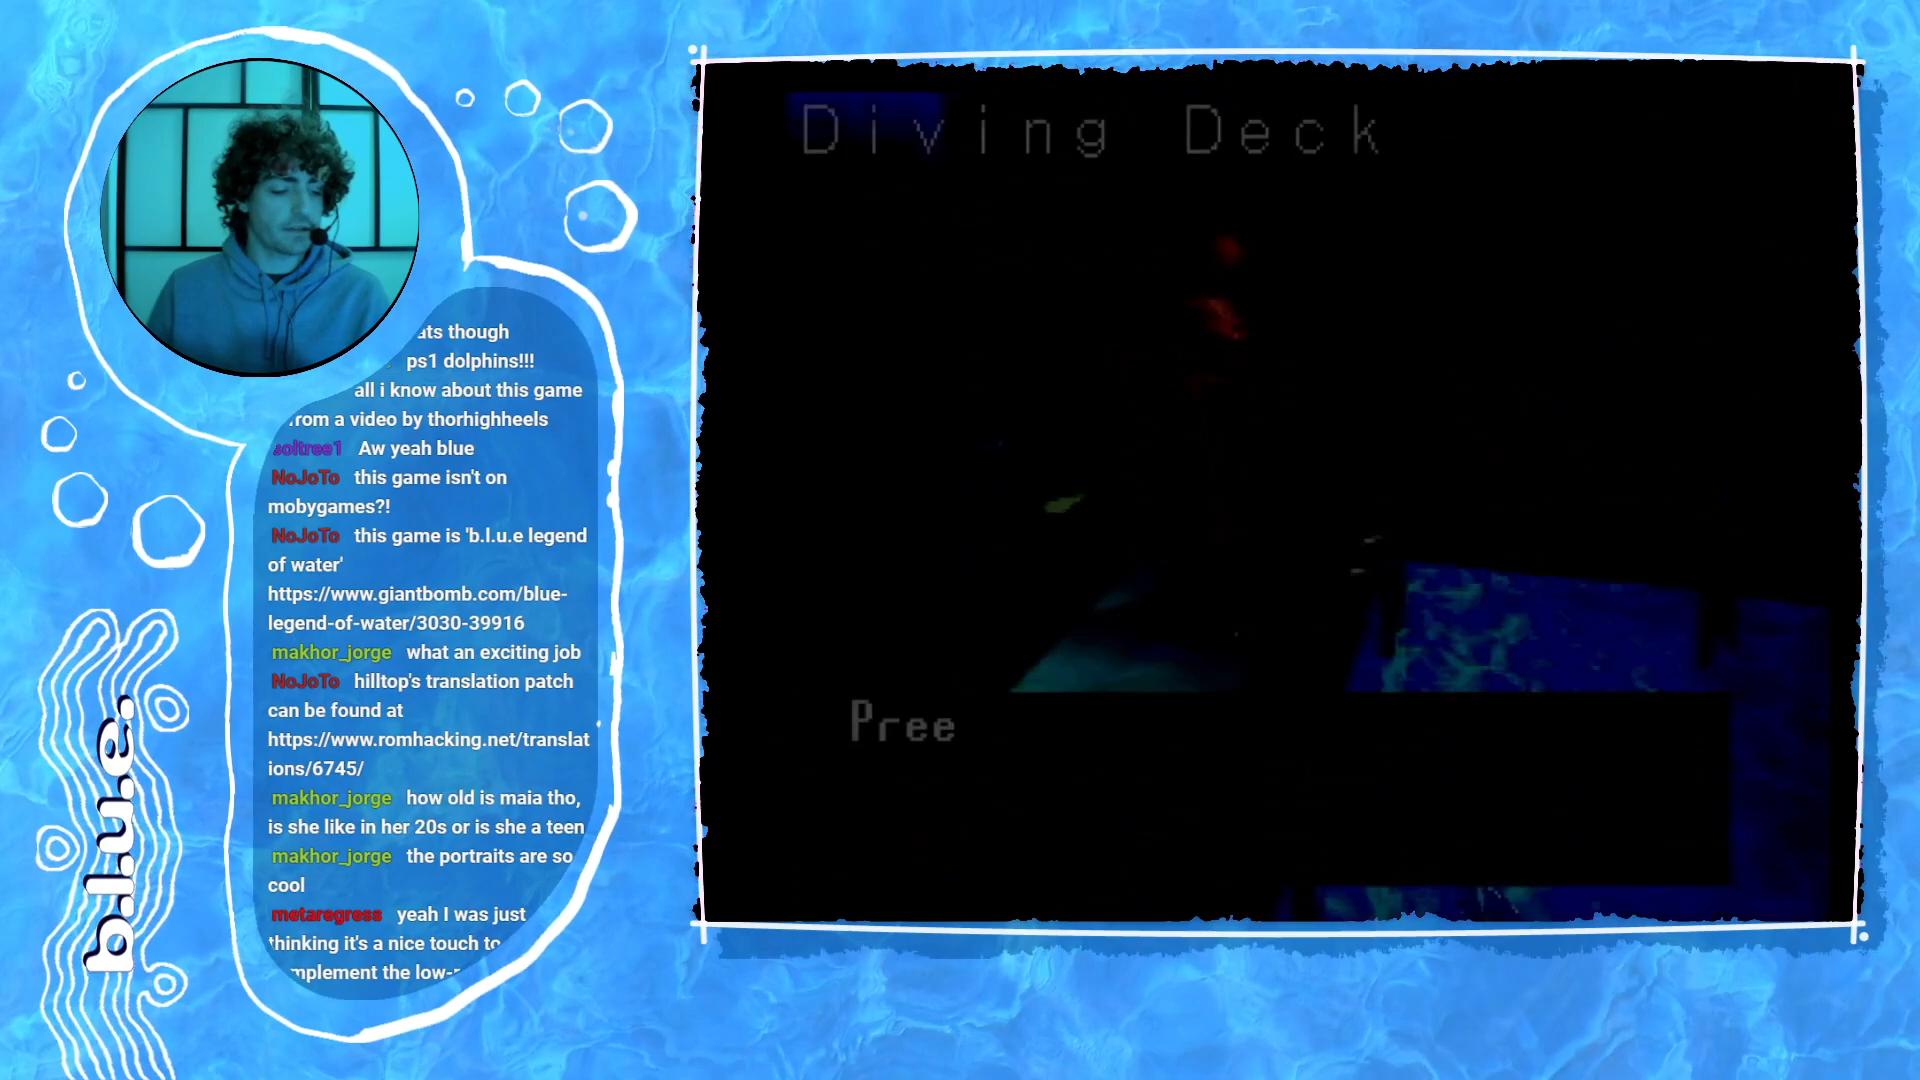 Diving Deck
ats though
ps1 dolphins!!!
all i know about this game
from a video by thorhighheels
soltree1 Aw yeah blue
NoJoTo this game isn't on
mobygames?!
NoJoTo this game is 'b.l.u.e legend
of water'
https://www.giantbomb.com/blue-
legend-of-water/3030-39916
makhor_jorge what an exciting job
NoJoTo hilltop's translation patch
can be found at
https://www.romhacking.net/translat
ions/6745/
makhor_jorge how old is maia tho,
is she like in her 20s or is she a teen
makhor_jorge the portraits are so
cool
metaregress yeah I was just
thinking it's a nice touch to
mplement the low-
Pree
b.l.u.e.